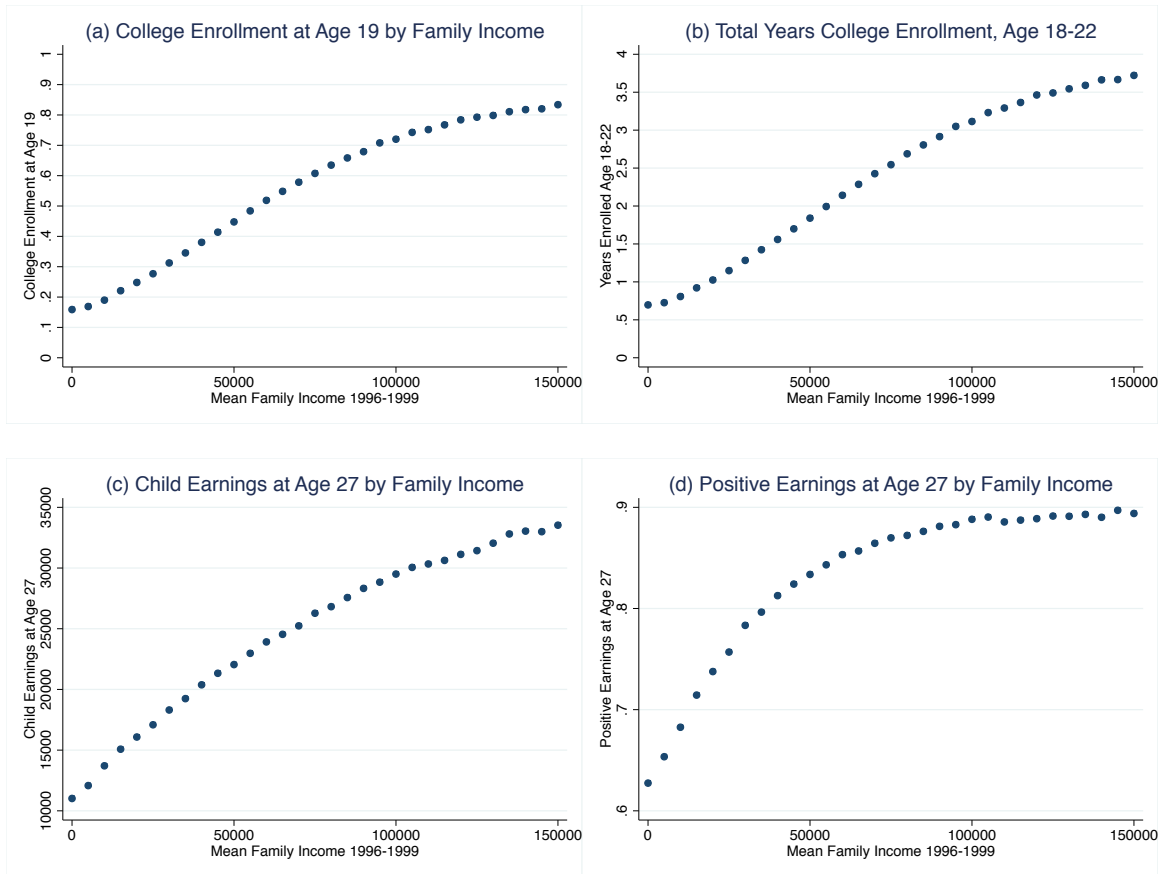 (a) College Enrollment at Age 19 by Family Income
College Enrollment at Age 19
1
.9
.8
.7
.6
.5
.4
.3
.2
.1
0
0 50000 100000 150000
Mean Family Income 1996-1999
(b) Total Years College Enrollment, Age 18-22
Years Enrolled Age 18-22
4
3.5
3
2.5
2
1.5
1
.5
0
0 50000 100000 150000
Mean Family Income 1996-1999
(c) Child Earnings at Age 27 by Family Income
Child Earnings at Age 27
35000
30000
25000
20000
15000
10000
0 50000 100000 150000
Mean Family Income 1996-1999
(d) Positive Earnings at Age 27 by Family Income
Positive Earnings at Age 27
.9
.8
.7
.6
0 50000 100000 150000
Mean Family Income 1996-1999